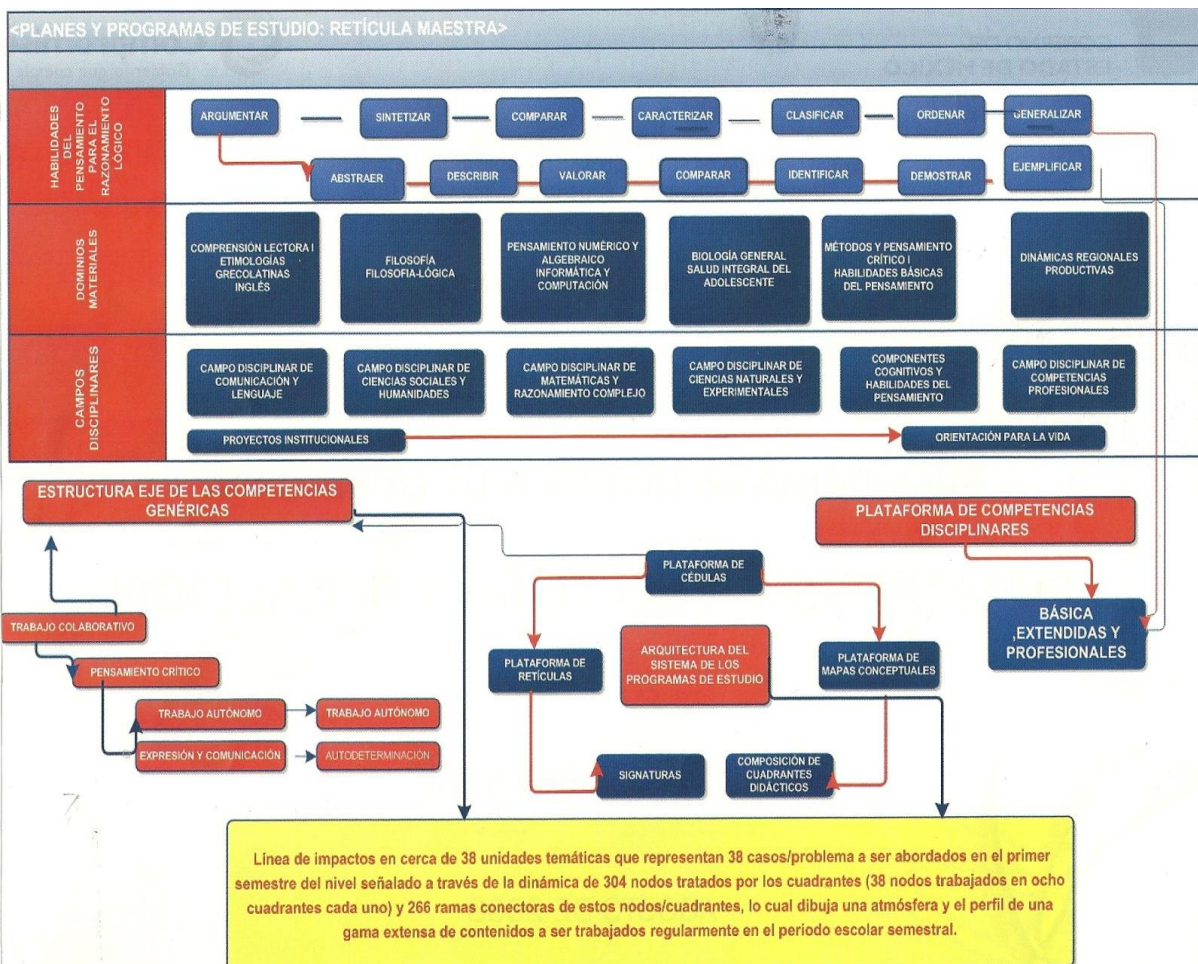 <PLANES Y PROGRAMAS DE ESTUDIO: RETÍCULA MAESTRA>
HABILIDADES
DEL
PENSAMIENTO
PARA EL
RAZONAMIENTO
LÓGICO
ARGUMENTAR
SINTETIZAR
COMPARAR
CARACTERIZAR
CLASIFICAR
ORDENAR
GENERALIZAR
ABSTRAER
DESCRIBIR
VALORAR
COMPARAR
IDENTIFICAR
DEMOSTRAR
EJEMPLIFICAR
DOMINIOS
MATERIALES
COMPRENSIÓN LECTORA I
ETIMOLOGÍAS
GRECOLATINAS
INGLÉS
FILOSOFÍA
FILOSOFIA-LÓGICA
PENSAMIENTO NUMÉRICO Y
ALGEBRAICO
INFORMÁTICA Y
COMPUTACIÓN
BIOLOGÍA GENERAL
SALUD INTEGRAL DEL
ADOLESCENTE
MÉTODOS Y PENSAMIENTO
CRÍTICO I
HABILIDADES BÁSICAS
DEL PENSAMIENTO
DINÁMICAS REGIONALES
PRODUCTIVAS
CAMPOS
DISCIPLINARES
CAMPO DISCIPLINAR DE
COMUNICACIÓN Y
LENGUAJE
CAMPO DISCIPLINAR DE
CIENCIAS SOCIALES Y
HUMANIDADES
CAMPO DISCIPLINAR DE
MATEMÁTICAS Y
RAZONAMIENTO COMPLEJO
CAMPO DISCIPLINAR DE
CIENCIAS NATURALES Y
EXPERIMENTALES
COMPONENTES
COGNITIVOS Y
HABILIDADES DEL
PENSAMIENTO
CAMPO DISCIPLINAR DE
COMPETENCIAS
PROFESIONALES
PROYECTOS INSTITUCIONALES
ORIENTACIÓN PARA LA VIDA
ESTRUCTURA EJE DE LAS COMPETENCIAS
GENÉRICAS
PLATAFORMA DE COMPETENCIAS
DISCIPLINARES
PLATAFORMA DE
CÉDULAS
TRABAJO COLABORATIVO
BÁSICA
,EXTENDIDAS Y
PROFESIONALES
PENSAMIENTO CRÍTICO
PLATAFORMA DE
RETÍCULAS
ARQUITECTURA DEL
SISTEMA DE LOS
PROGRAMAS DE ESTUDIO
PLATAFORMA DE
MAPAS CONCEPTUALES
TRABAJO AUTÓNOMO
TRABAJO AUTÓNOMO
EXPRESIÓN Y COMUNICACIÓN
AUTODETERMINACIÓN
SIGNATURAS
COMPOSICIÓN DE
CUADRANTES
DIDÁCTICOS
Línea de impactos en cerca de 38 unidades temáticas que representan 38 casos/problema a ser abordados en el primer
semestre del nivel señalado a través de la dinámica de 304 nodos tratados por los cuadrantes (38 nodos trabajados en ocho
cuadrantes cada uno) y 266 ramas conectoras de estos nodos/cuadrantes, lo cual dibuja una atmósfera y el perfil de una
gama extensa de contenidos a ser trabajados regularmente en el periodo escolar semestral.